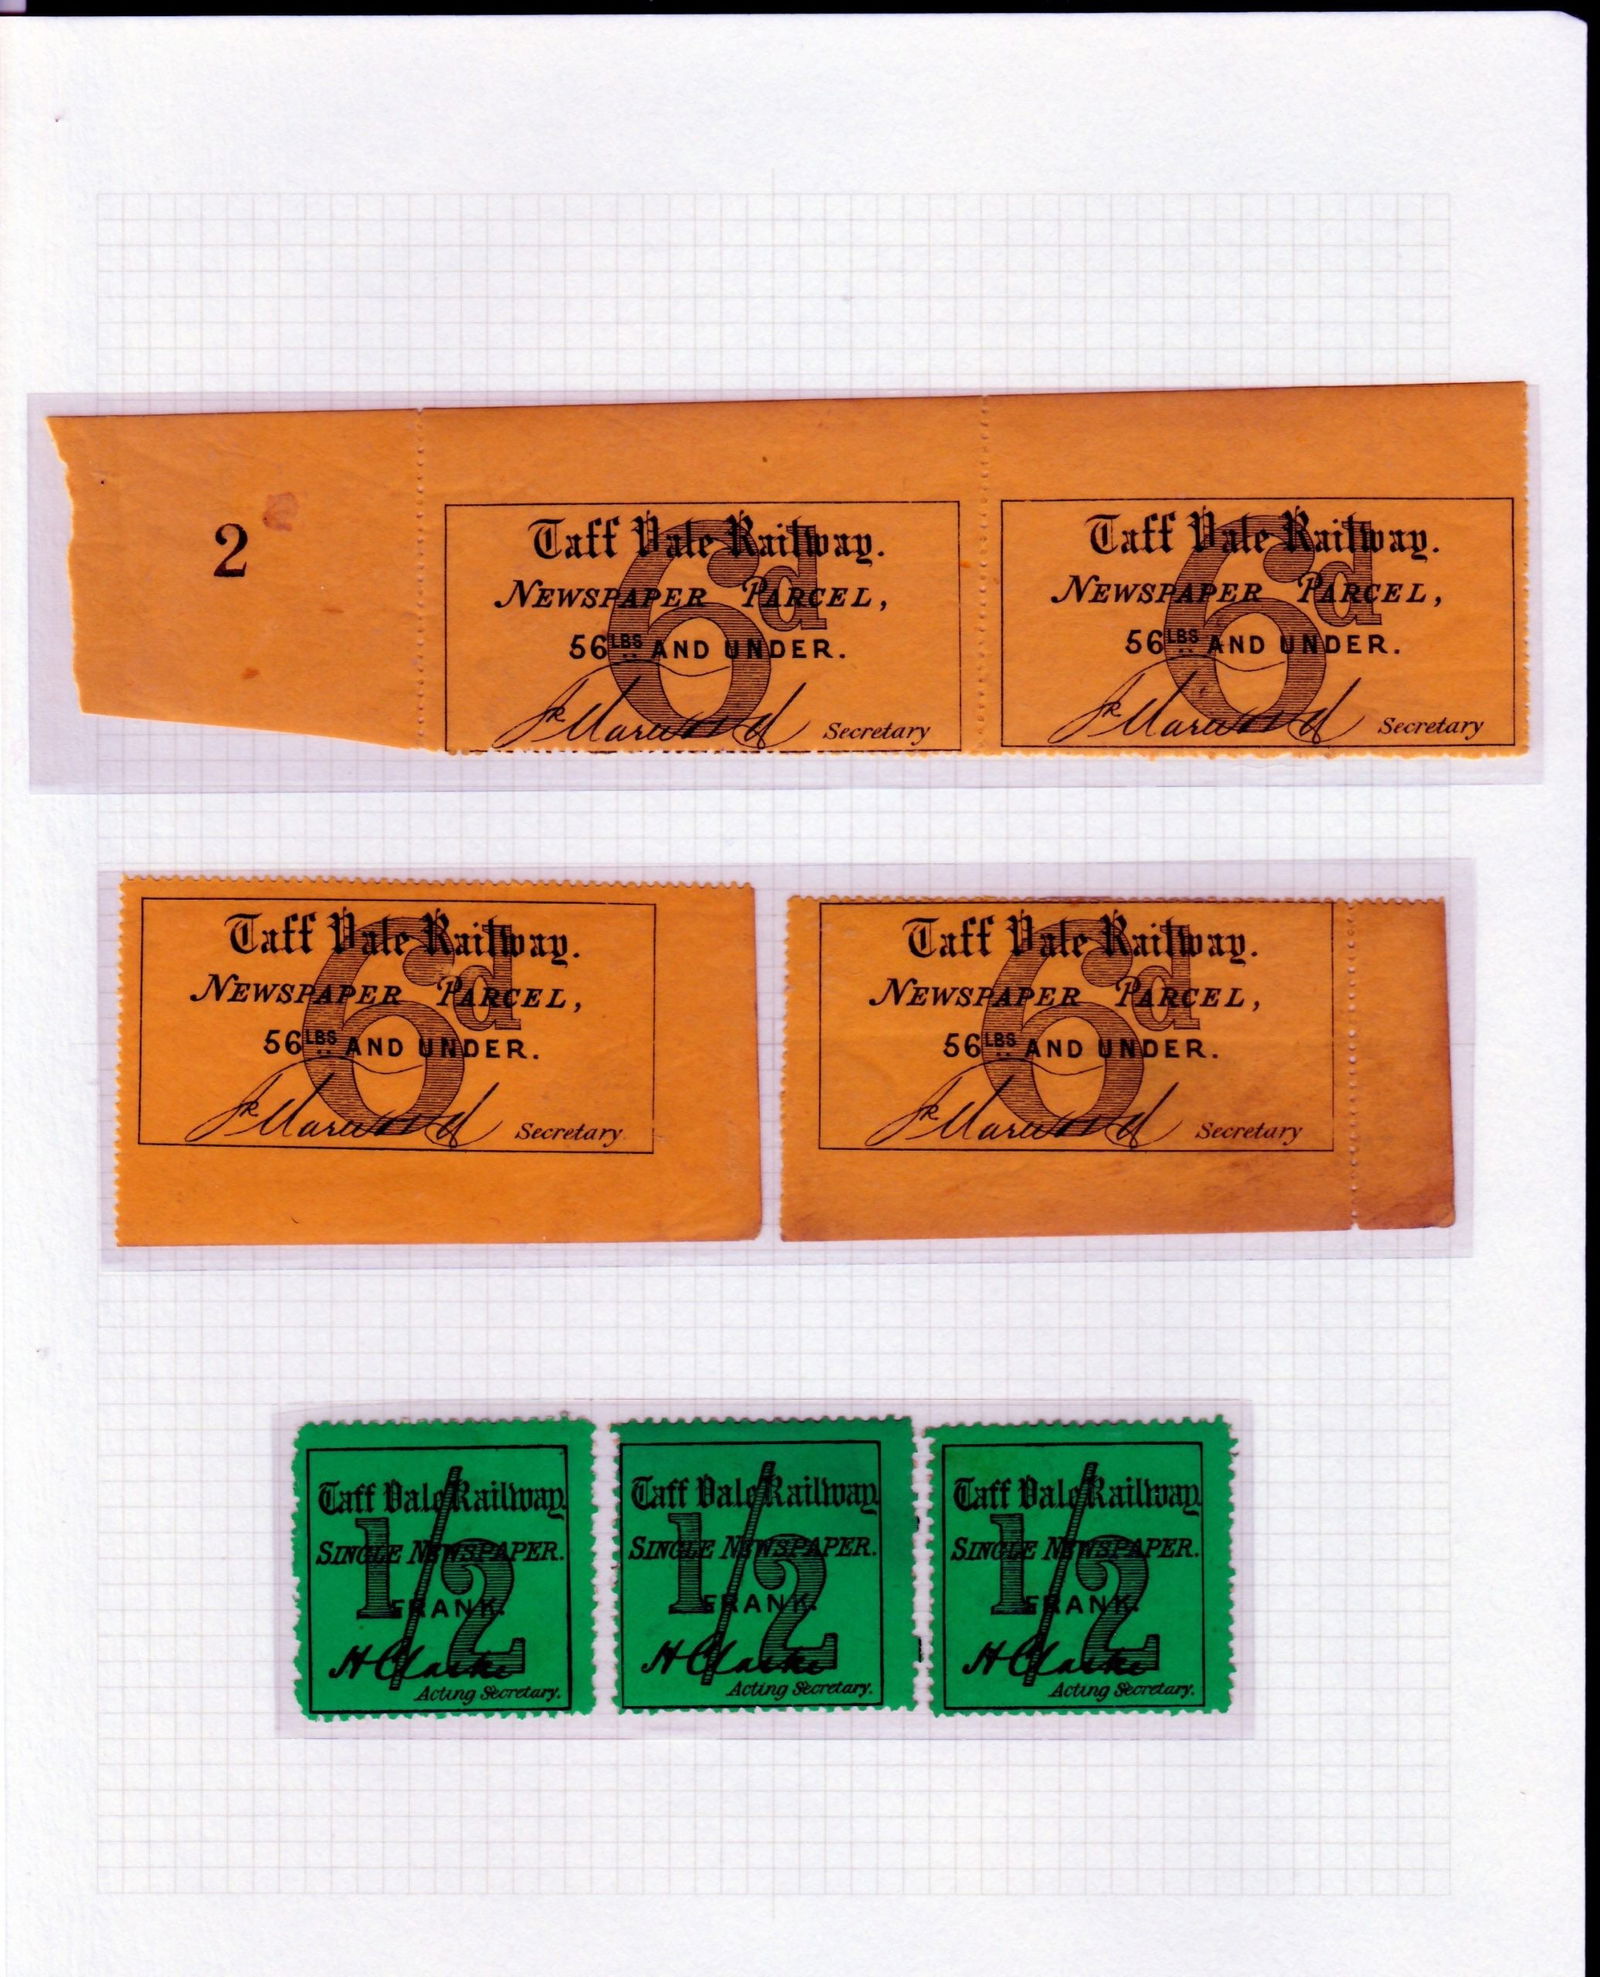 2
Taff Vale Railway.
NEWSPAPER PARCEL,
56 LBS AND UNDER.
6d
Secretary
Taff Vale Railway.
NEWSPAPER PARCEL,
56 LBS AND UNDER.
6d
Secretary
Taff Vale Railway.
NEWSPAPER PARCEL,
56 LBS AND UNDER.
6d
Secretary
Taff Vale Railway.
NEWSPAPER PARCEL,
56 LBS AND UNDER.
6d
Secretary
Taff Vale Railway.
SINGLE NEWSPAPER.
1/2
FRANK.
H Clarke
Acting Secretary.
Taff Vale Railway.
SINGLE NEWSPAPER.
1/2
FRANK.
H Clarke
Acting Secretary.
Taff Vale Railway.
SINGLE NEWSPAPER.
1/2
FRANK.
H Clarke
Acting Secretary.